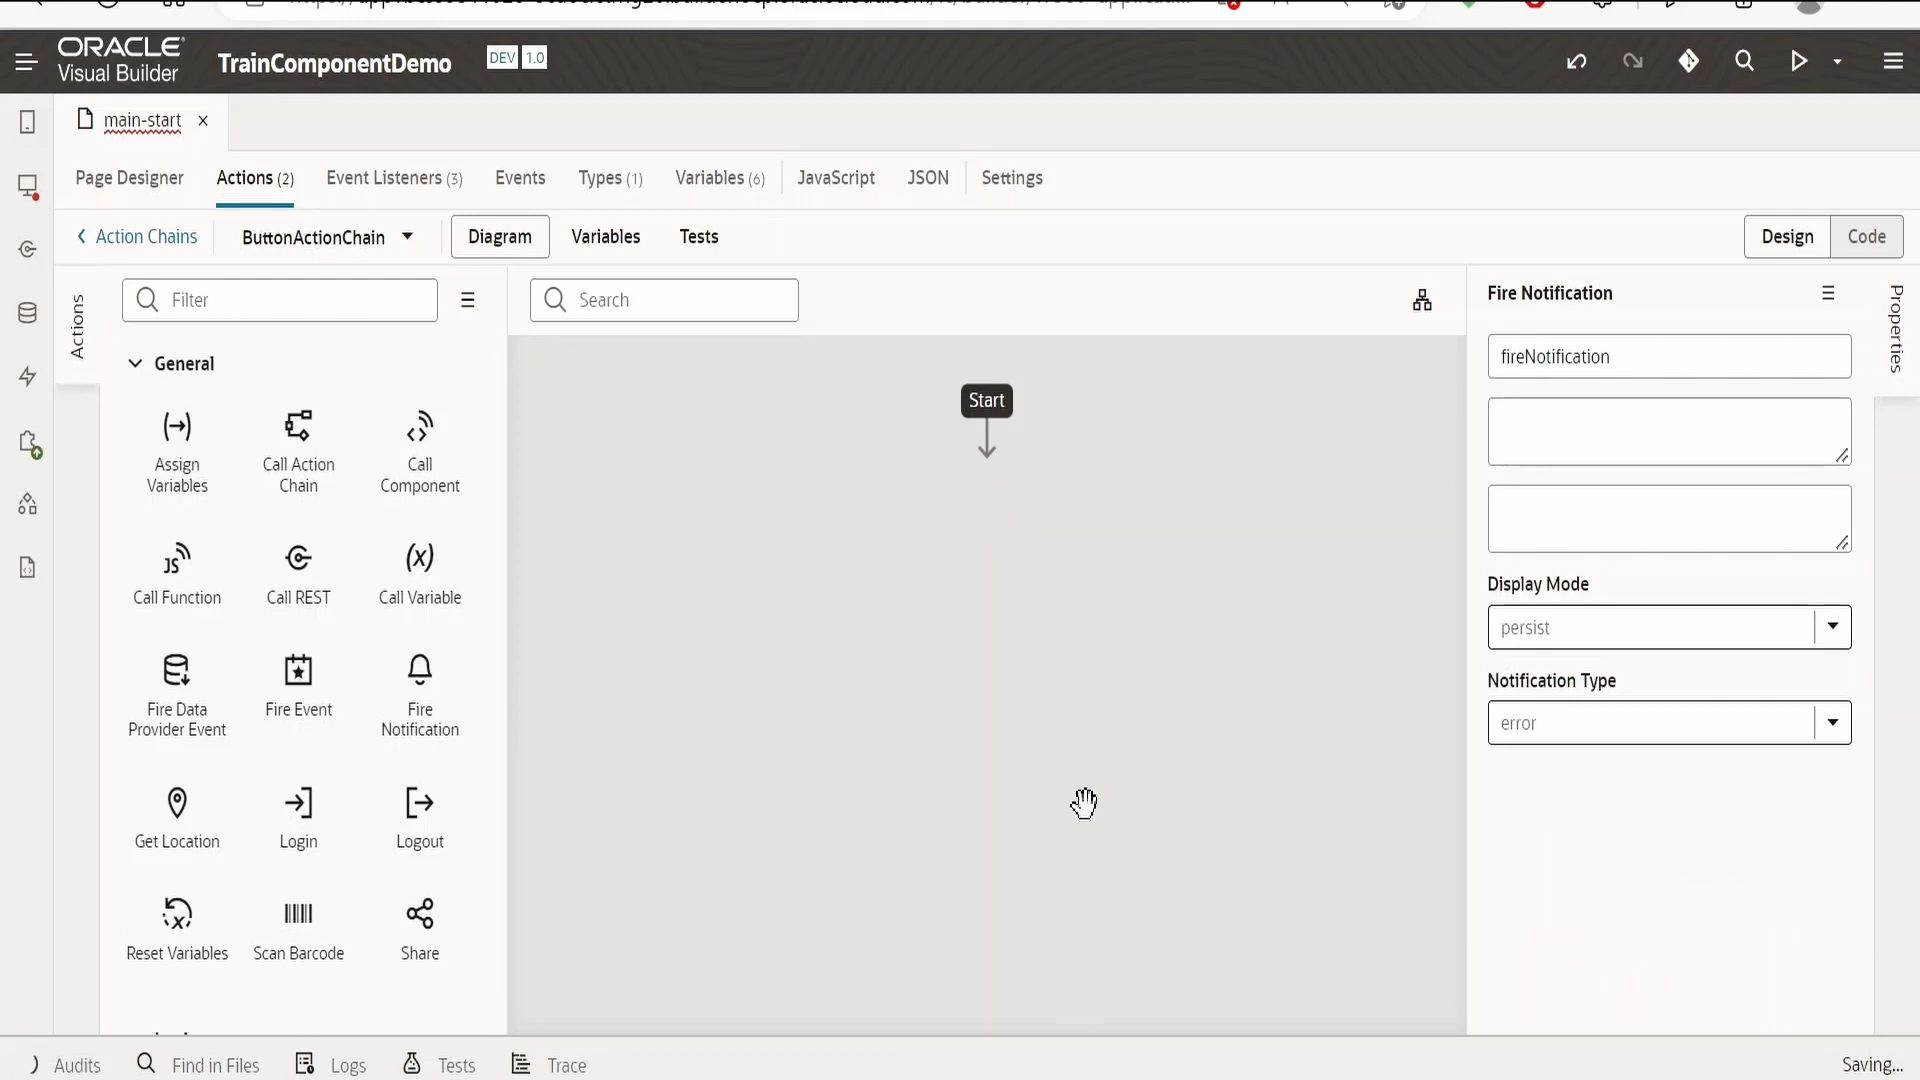 ORACLE
Visual Builder
TrainComponentDemo
DEV 1.0
main-start
Page Designer
Actions (2)
Event Listeners (3)
Events
Types (1)
Variables (6)
JavaScript
JSON
Settings
Action Chains
ButtonActionChain
Diagram
Variables
Tests
Design
Code
Actions
Filter
Search
Fire Notification
Properties
General
Start
fireNotification
Assign
Variables
Call Action
Chain
Call
Component
Call Function
Call REST
Call Variable
Display Mode
persist
Fire Data
Provider Event
Fire Event
Fire
Notification
Notification Type
error
Get Location
Login
Logout
Reset Variables
Scan Barcode
Share
Audits
Find in Files
Logs
Tests
Trace
Saving...